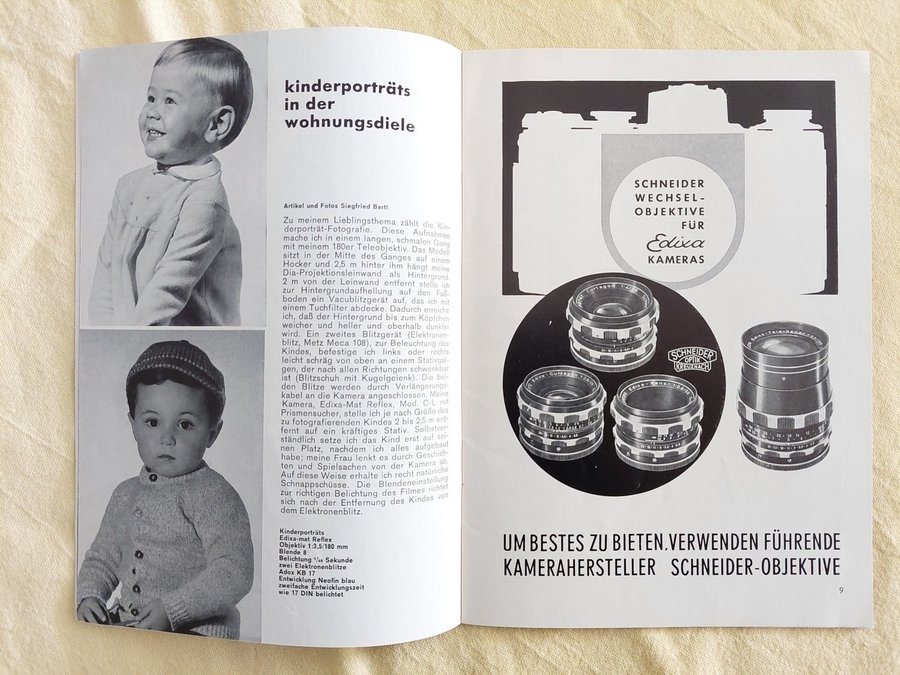 kinderporträts
in der
wohnungsdiele
Artikel und Fotos Siegfried Bartl
Zu meinem Lieblingsthema zählt die Kin-
derporträt-Fotografie. Diese Aufnahmen
mache ich in einem langen, schmalen Gang
mit meinem 180er Teleobjektiv. Das Modell
sitzt in der Mitte des Ganges auf einem
Hocker und 2,5 m hinter ihm hängt meine
Dia-Projektionsleinwand als Hintergrund.
2 m von der Leinwand entfernt stelle ich
zur Hintergrundaufhellung auf den Fuß-
boden ein Vacublitzgerät auf, das ich mit
einem Tuchfilter abdecke. Dadurch erreiche
ich, daß der Hintergrund bis zum Köpfchen
weicher und heller und oberhalb dunkler
wird. Ein zweites Blitzgerät (Elektronen-
blitz, Metz Meca 108), zur Beleuchtung des
Kindes, befestige ich links oder rechts
leicht schräg von oben an einem Stativgal-
gen, der nach allen Richtungen schwenkbar
ist (Blitzschuh mit Kugelgelenk). Die bei-
den Blitze werden durch Verlängerungs-
kabel an die Kamera angeschlossen. Meine
Kamera, Edixa-Mat Reflex, Mod. C-L mit
Prismensucher, stelle ich je nach Größe des
zu fotografierenden Kindes 2 bis 2,5 m ent-
fernt auf ein kräftiges Stativ. Selbstver-
ständlich setze ich das Kind erst auf sei-
nen Platz, nachdem ich alles aufgebaut
habe; meine Frau lenkt es durch Geschich-
ten und Spielsachen von der Kamera ab.
Auf diese Weise erhalte ich recht natürliche
Schnappschüsse. Die Blendeneinstellung
zur richtigen Belichtung des Filmes richtet
sich nach der Entfernung des Kindes von
dem Elektronenblitz.
Kinderporträts
Edixa-mat Reflex
Objektiv 1:3,5/180 mm
Blende 8
Belichtung Sekunde
zwei Elektronenblitze
Adox KB 17
Entwicklung Neofin blau
zweifache Entwicklungszeit
wie 17 DIN belichtet
SCHNEIDER
WECHSEL-
OBJEKTIVE
FÜR
Edixa
KAMERAS
SCHNEIDER
OPTIK
KREUZNACH
UM BESTES ZU BIETEN, VERWENDEN FÜHRENDE
KAMERAHERSTELLER SCHNEIDER-OBJEKTIVE
9